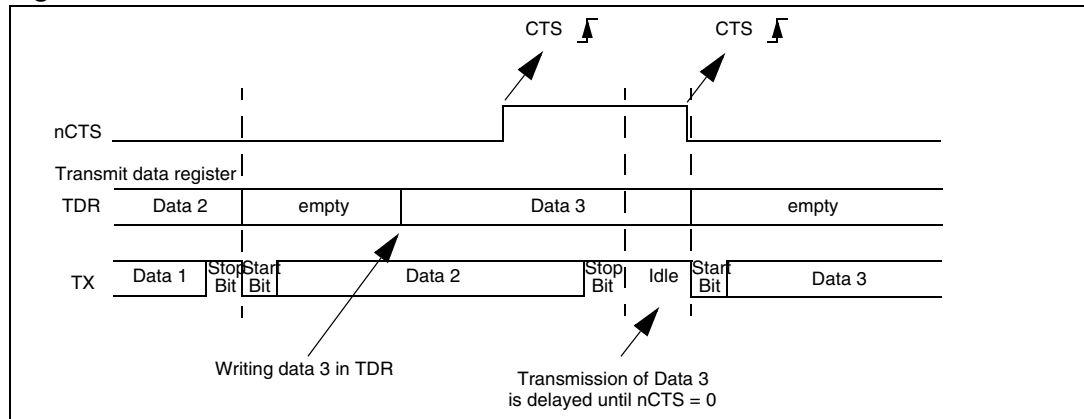 CTS CTS
nCTS
Transmit data register
TDR Data 2 empty Data 3 empty
TX Data 1 Stop Bit Start Bit Data 2 Stop Bit Idle Start Bit Data 3
Writing data 3 in TDR
Transmission of Data 3
is delayed until nCTS = 0